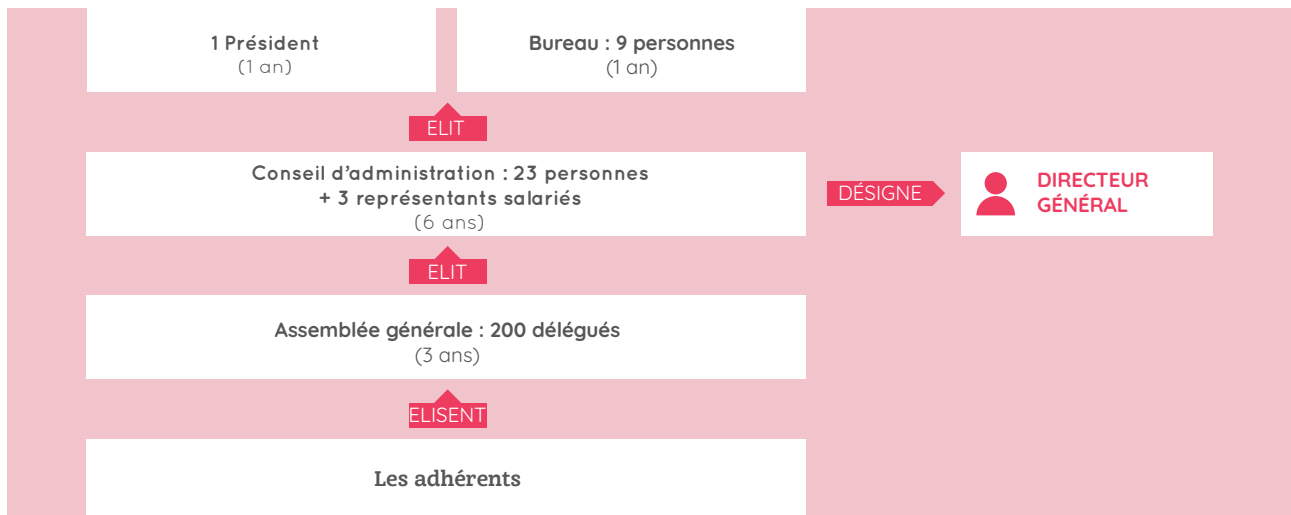 1 Président
(1 an)
Bureau : 9 personnes
(1 an)
ELIT
Conseil d'administration : 23 personnes
+ 3 représentants salariés
(6 ans)
DÉSIGNE
DIRECTEUR
GÉNÉRAL
ELIT
Assemblée générale : 200 délégués
(3 ans)
ELISENT
Les adhérents